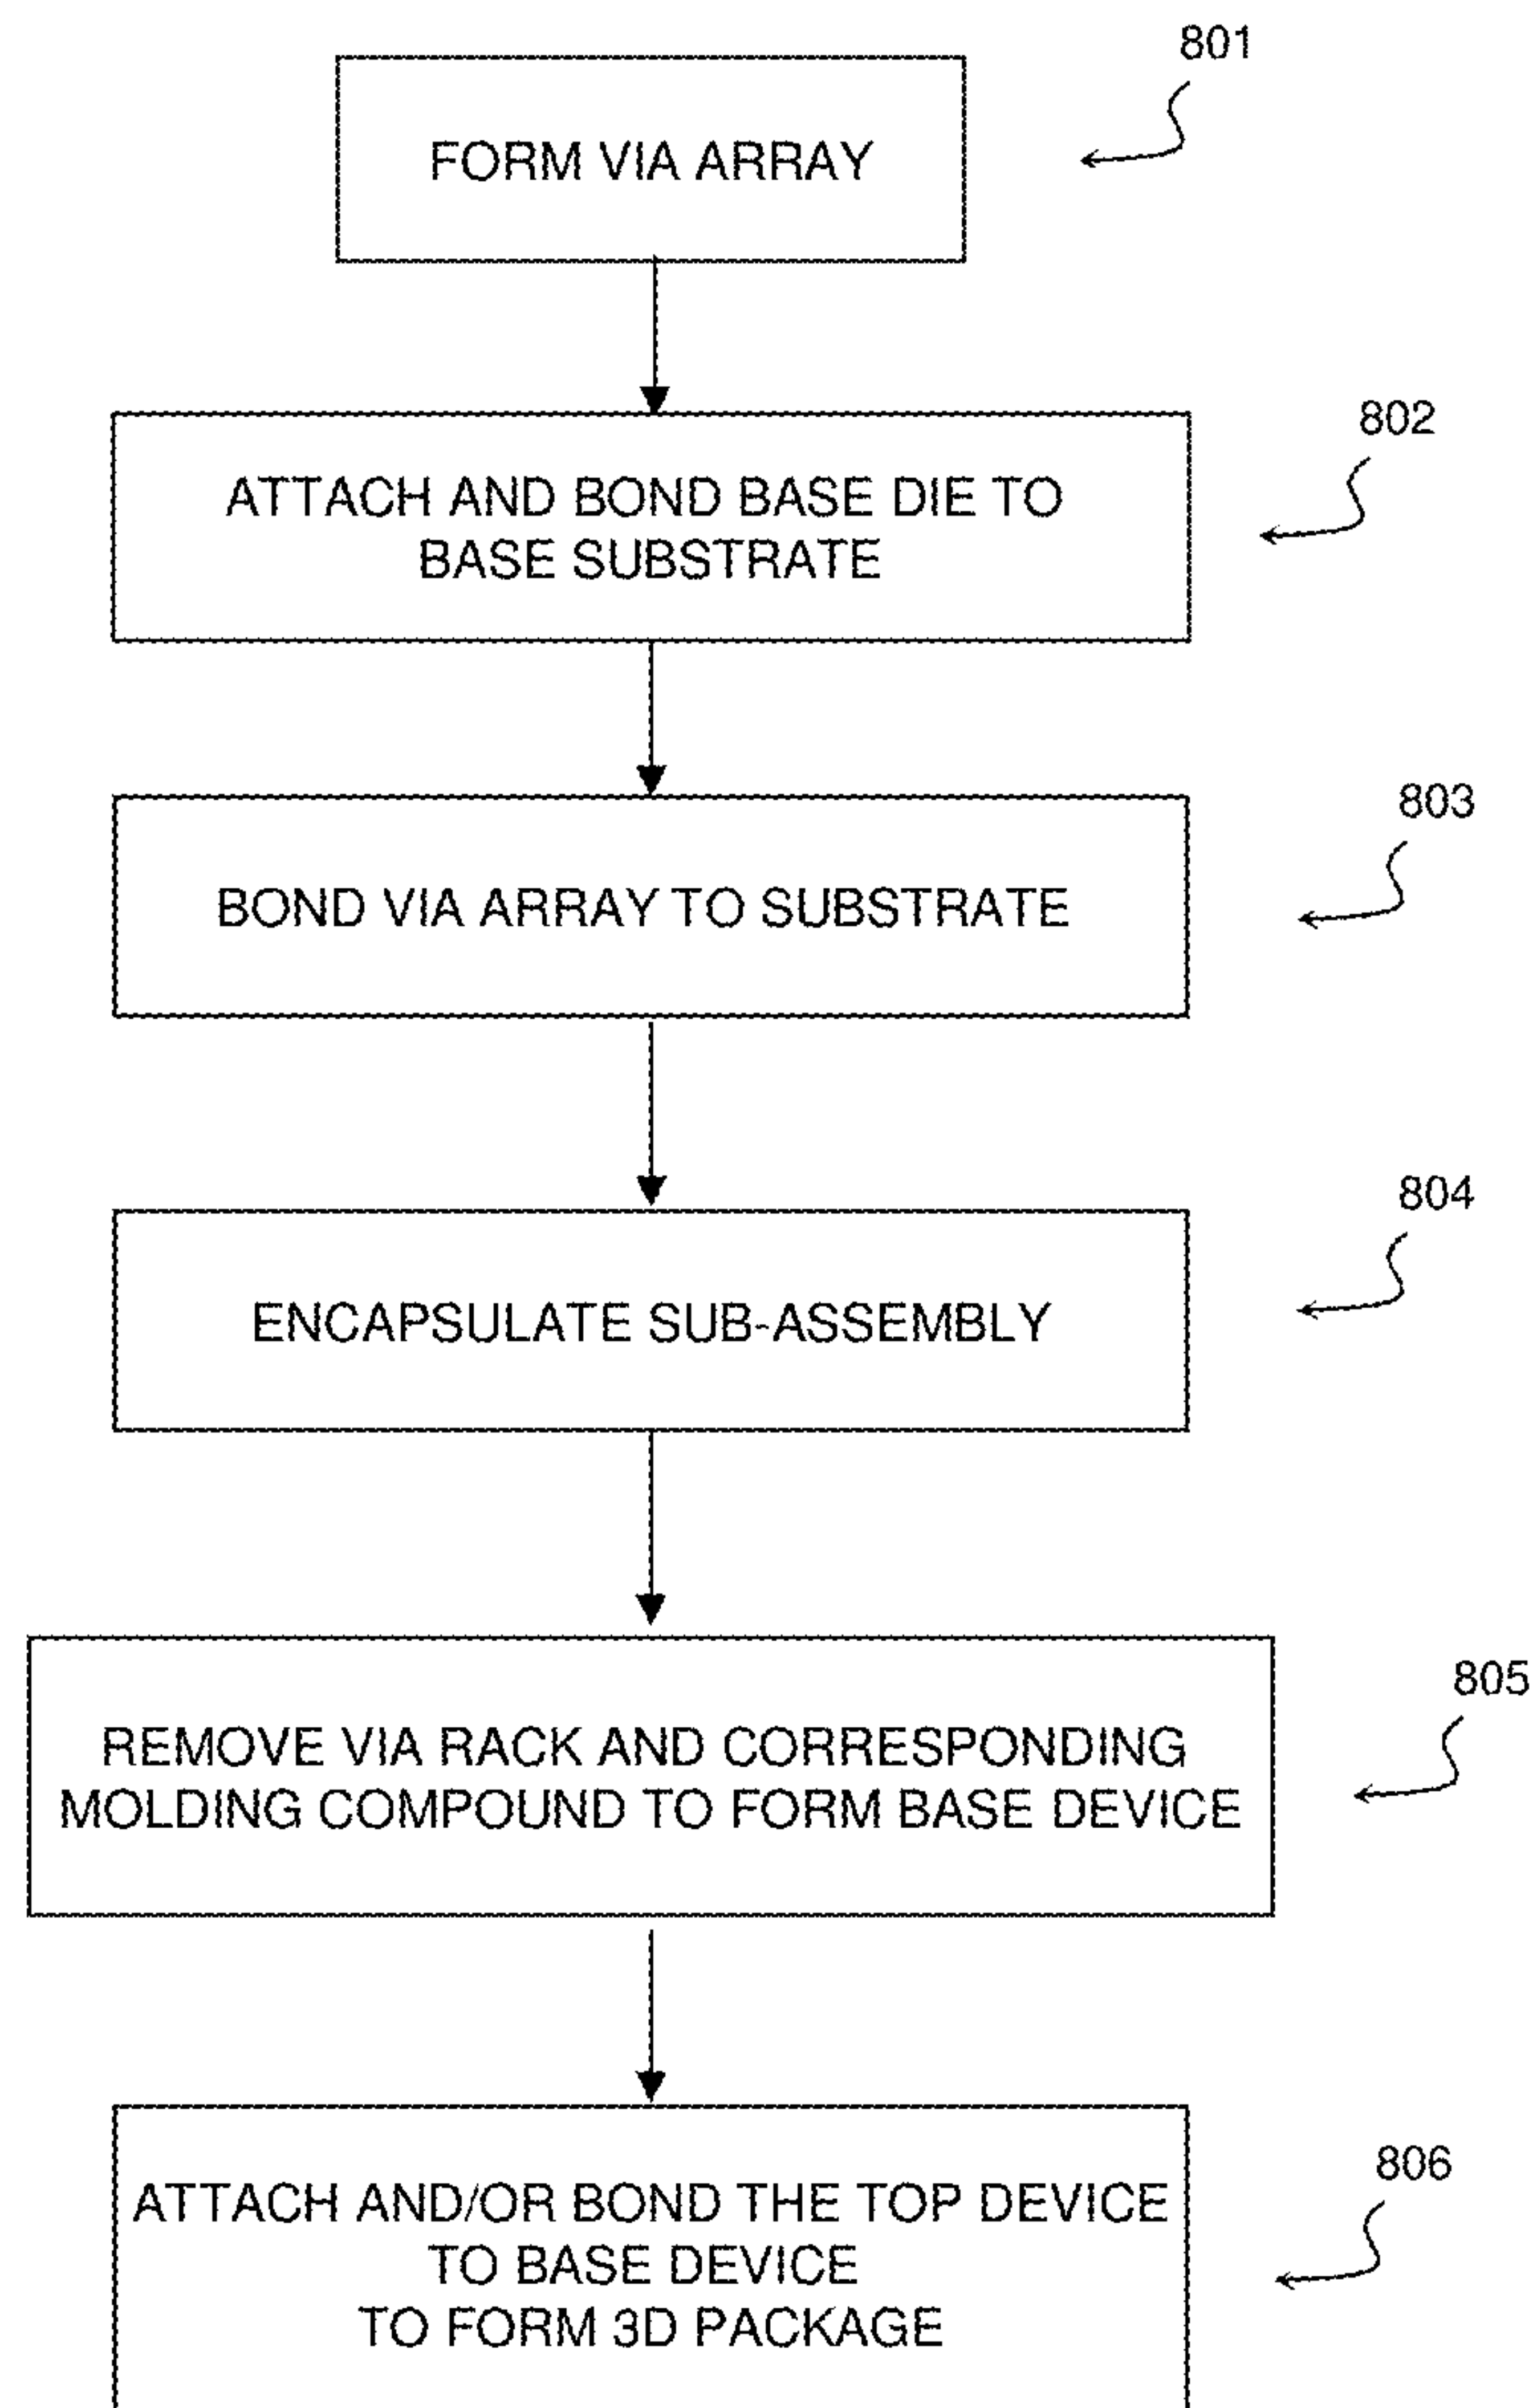 801
FORM VIA ARRAY
802
ATTACH AND BOND BASE DIE TO
BASE SUBSTRATE
803
BOND VIA ARRAY TO SUBSTRATE
804
ENCAPSULATE SUB-ASSEMBLY
805
REMOVE VIA RACK AND CORRESPONDING
MOLDING COMPOUND TO FORM BASE DEVICE
806
ATTACH AND/OR BOND THE TOP DEVICE
TO BASE DEVICE
TO FORM 3D PACKAGE